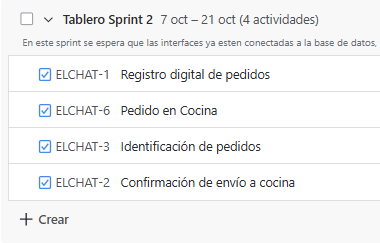 Tablero Sprint 2 7 oct – 21 oct (4 actividades)
En este sprint se espera que las interfaces ya esten conectadas a la base de datos,
ELCHAT-1 Registro digital de pedidos
ELCHAT-6 Pedido en Cocina
ELCHAT-3 Identificación de pedidos
ELCHAT-2 Confirmación de envío a cocina
+ Crear